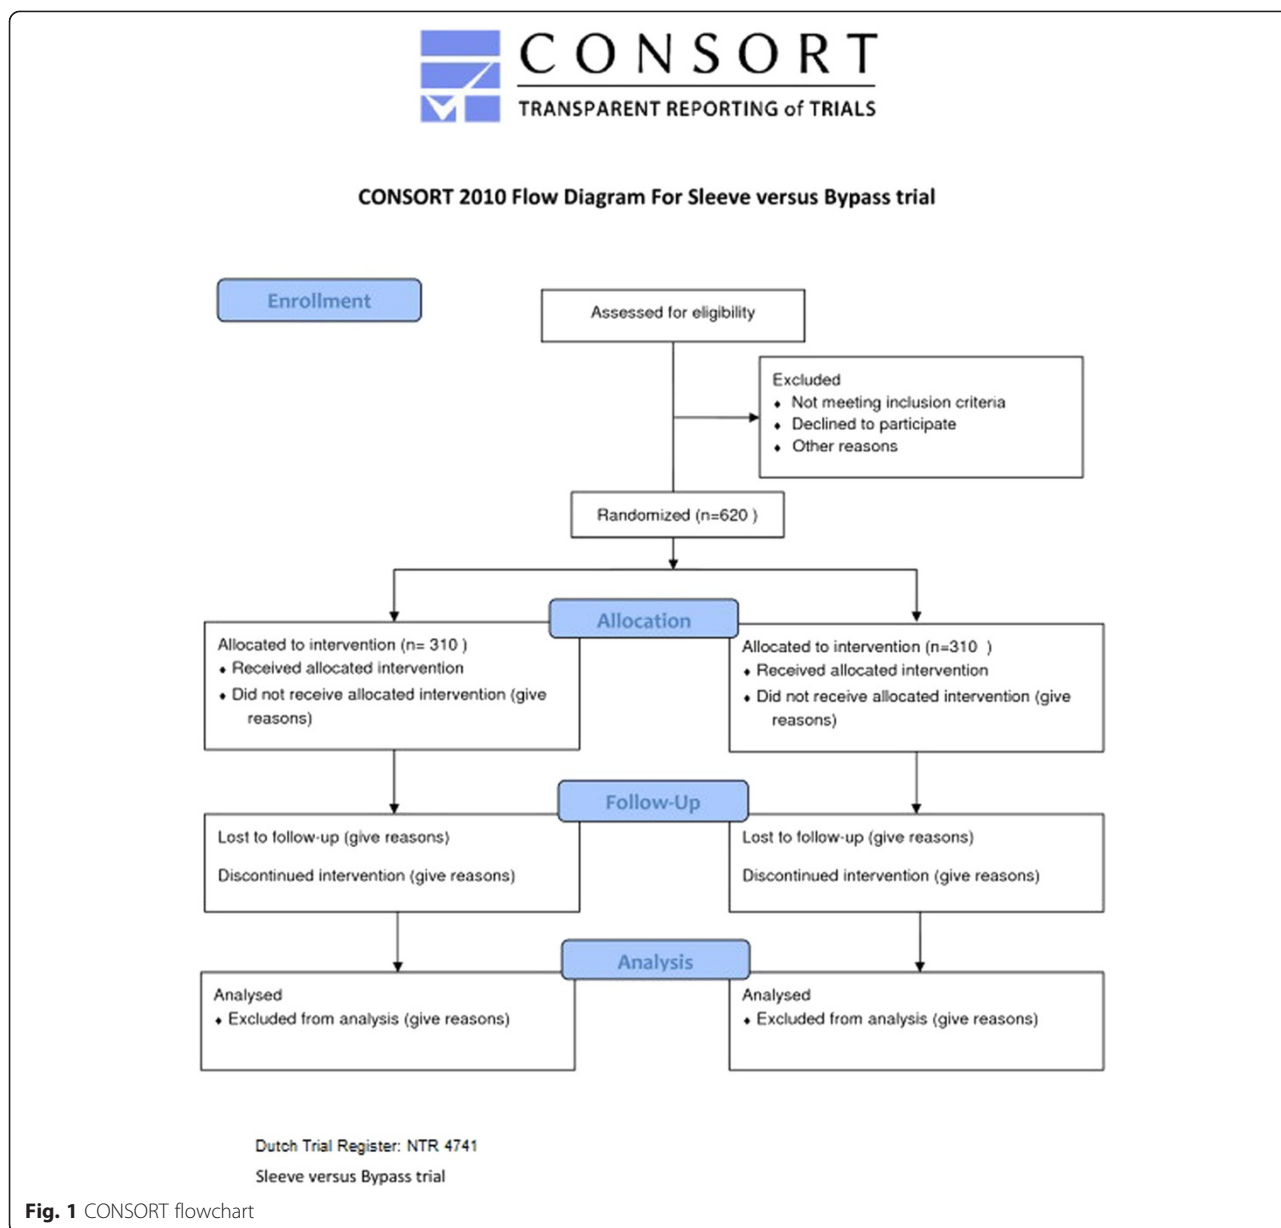 CONSORT
TRANSPARENT REPORTING of TRIALS
CONSORT 2010 Flow Diagram For Sleeve versus Bypass trial
Enrollment
Assessed for eligibility
Excluded
♦ Not meeting inclusion criteria
♦ Declined to participate
♦ Other reasons
Randomized (n=620 )
Allocation
Allocated to intervention (n= 310 )
♦ Received allocated intervention
♦ Did not receive allocated intervention (give
reasons)
Allocated to intervention (n=310 )
♦ Received allocated intervention
♦ Did not receive allocated intervention (give
reasons)
Follow-Up
Lost to follow-up (give reasons)
Discontinued intervention (give reasons)
Lost to follow-up (give reasons)
Discontinued intervention (give reasons)
Analysis
Analysed
♦ Excluded from analysis (give reasons)
Analysed
♦ Excluded from analysis (give reasons)
Dutch Trial Register: NTR 4741
Sleeve versus Bypass trial
Fig. 1 CONSORT flowchart